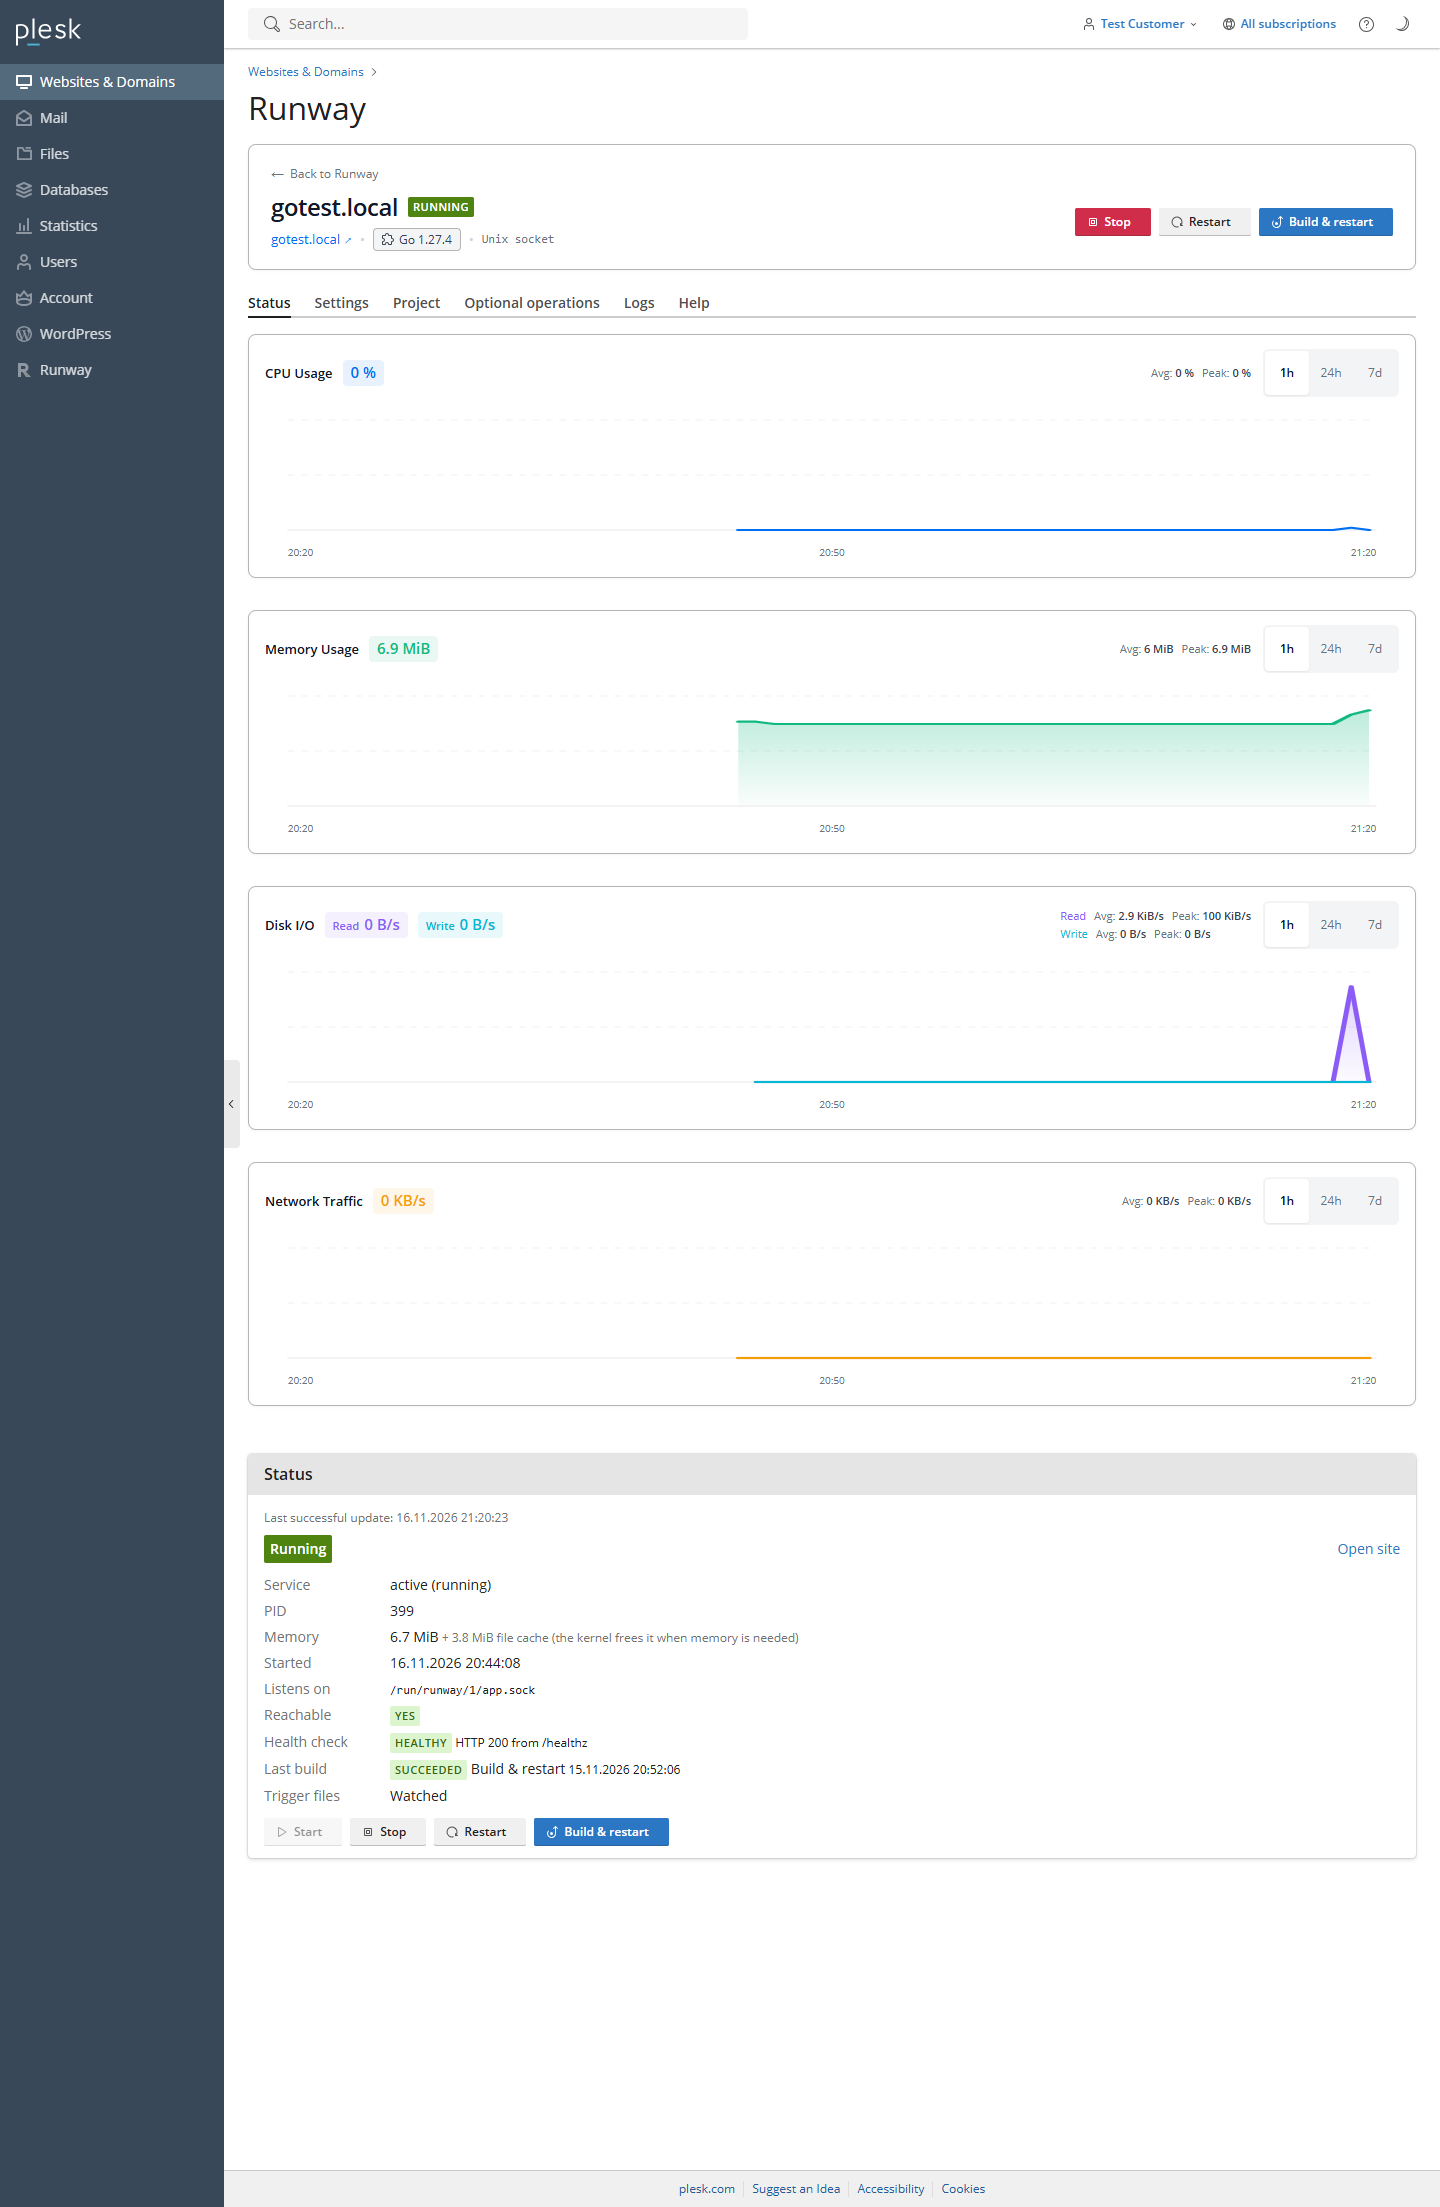 plesk
Search...
Test Customer
All subscriptions
Websites & Domains
Mail
Files
Databases
Statistics
Users
Account
WordPress
Runway
Websites & Domains
Runway
← Back to Runway
gotest.local RUNNING
gotest.local ↗ • Go 1.27.4 • Unix socket
Stop Restart Build & restart
Status Settings Project Optional operations Logs Help
CPU Usage 0 % Avg: 0 % Peak: 0 % 1h 24h 7d
20:20 20:50 21:20
Memory Usage 6.9 MiB Avg: 6 MiB Peak: 6.9 MiB 1h 24h 7d
20:20 20:50 21:20
Disk I/O Read 0 B/s Write 0 B/s
Read Avg: 2.9 KiB/s Peak: 100 KiB/s
Write Avg: 0 B/s Peak: 0 B/s
1h 24h 7d
20:20 20:50 21:20
Network Traffic 0 KB/s Avg: 0 KB/s Peak: 0 KB/s 1h 24h 7d
20:20 20:50 21:20
Status
Last successful update: 16.11.2026 21:20:23
Running Open site
Service active (running)
PID 399
Memory 6.7 MiB + 3.8 MiB file cache (the kernel frees it when memory is needed)
Started 16.11.2026 20:44:08
Listens on /run/runway/1/app.sock
Reachable YES
Health check HEALTHY HTTP 200 from /healthz
Last build SUCCEEDED Build & restart 15.11.2026 20:52:06
Trigger files Watched
Start Stop Restart Build & restart
plesk.com Suggest an Idea Accessibility Cookies